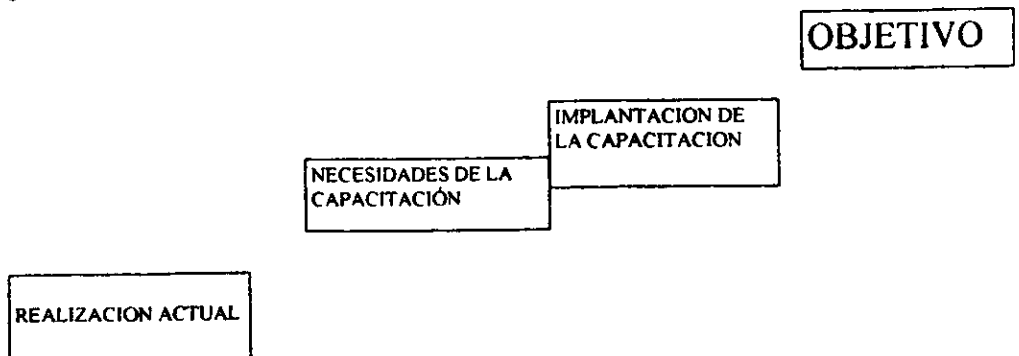 OBJETIVO
IMPLANTACION DE
LA CAPACITACION
NECESIDADES DE LA
CAPACITACIÓN
REALIZACION ACTUAL